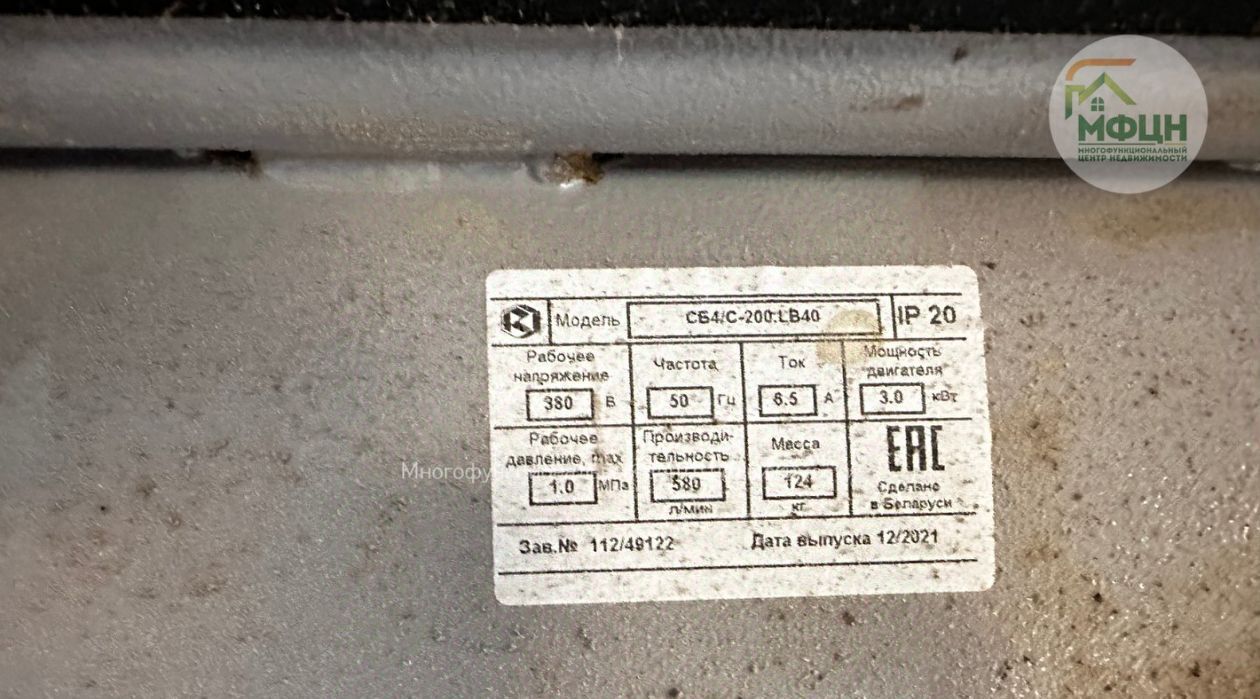 МФЦН
МНОГОФУНКЦИОНАЛЬНЫЙ
ЦЕНТР НЕДВИЖИМОСТИ
Модель СБ4/С-200.LB40 IP 20
Рабочее напряжение 380 В
Частота 50 Гц
Ток 6.5 А
Мощность двигателя 3.0 кВт
Рабочее давление, max 1.0 МПа
Производи-
тельность 580 л/мин
Масса 124 кг
EAC
Сделано
в Беларуси
Зав.№ 112/49122 Дата выпуска 12/2021